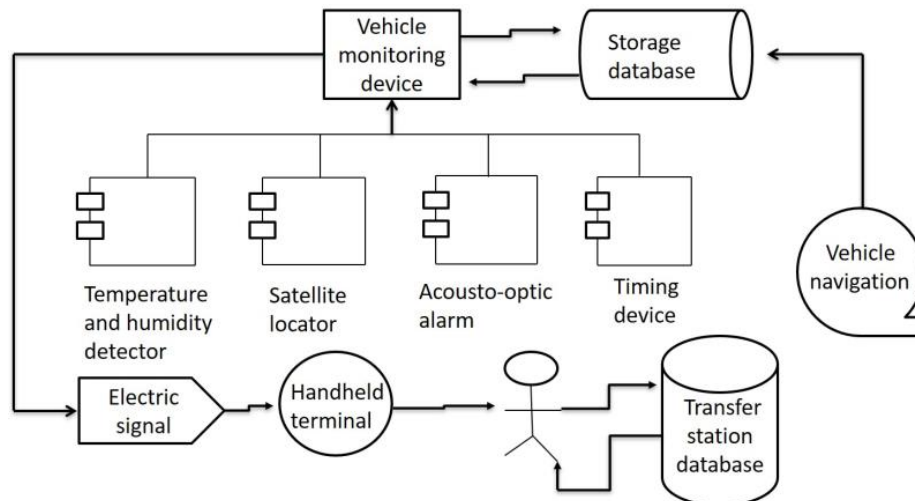 Vehicle
monitoring
device
Storage
database
Vehicle
navigation
Temperature
and humidity
detector
Satellite
locator
Acousto-optic
alarm
Timing
device
Electric
signal
Handheld
terminal
Transfer
station
database